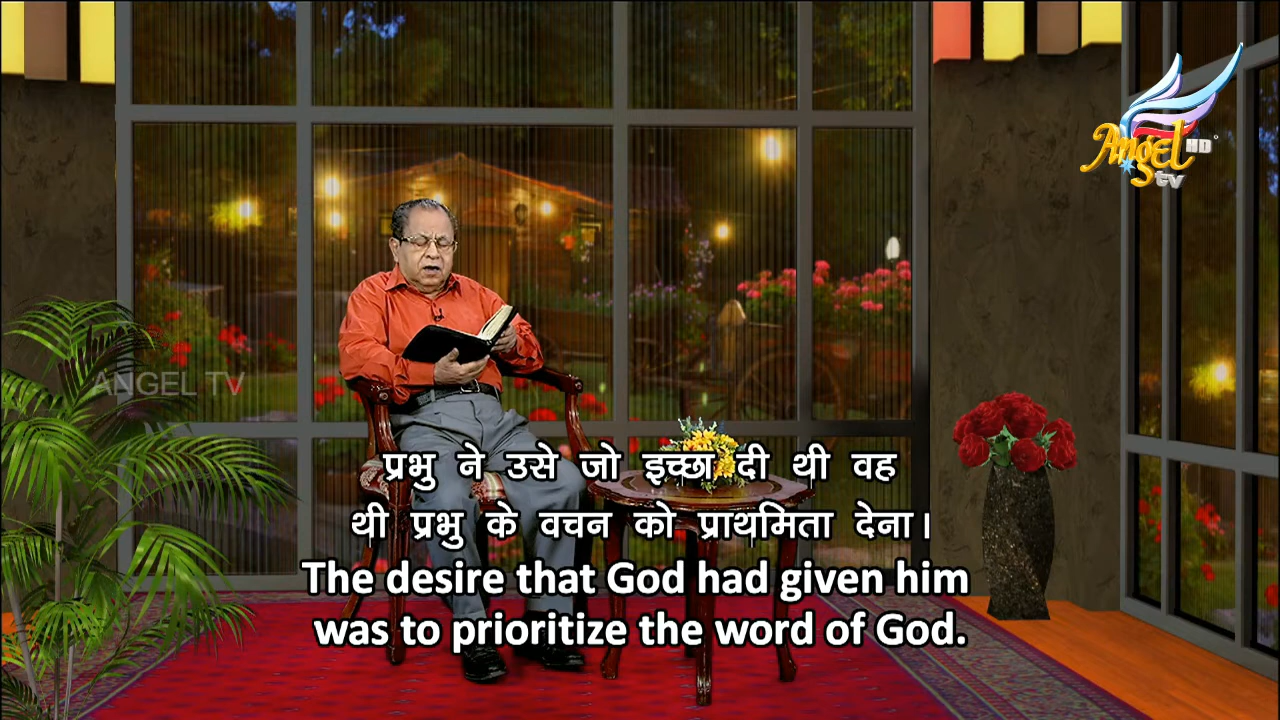 Angel HD
tv
ANGEL TV
प्रभु ने उसे जो इच्छा दी थी वह
थी प्रभु के वचन को प्राथमिता देना।
The desire that God had given him
was to prioritize the word of God.